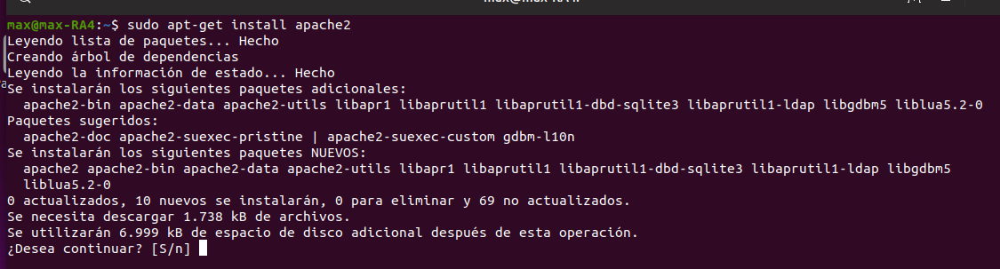 max@max-RA4:~$ sudo apt-get install apache2
Leyendo lista de paquetes... Hecho
Creando árbol de dependencias
Leyendo la información de estado... Hecho
Se instalarán los siguientes paquetes adicionales:
  apache2-bin apache2-data apache2-utils libapr1 libaprutil1 libaprutil1-dbd-sqlite3 libaprutil1-ldap libgdbm5 liblua5.2-0
Paquetes sugeridos:
  apache2-doc apache2-suexec-pristine | apache2-suexec-custom gdbm-l10n
Se instalarán los siguientes paquetes NUEVOS:
  apache2 apache2-bin apache2-data apache2-utils libapr1 libaprutil1 libaprutil1-dbd-sqlite3 libaprutil1-ldap libgdbm5
  liblua5.2-0
0 actualizados, 10 nuevos se instalarán, 0 para eliminar y 69 no actualizados.
Se necesita descargar 1.738 kB de archivos.
Se utilizarán 6.999 kB de espacio de disco adicional después de esta operación.
¿Desea continuar? [S/n]